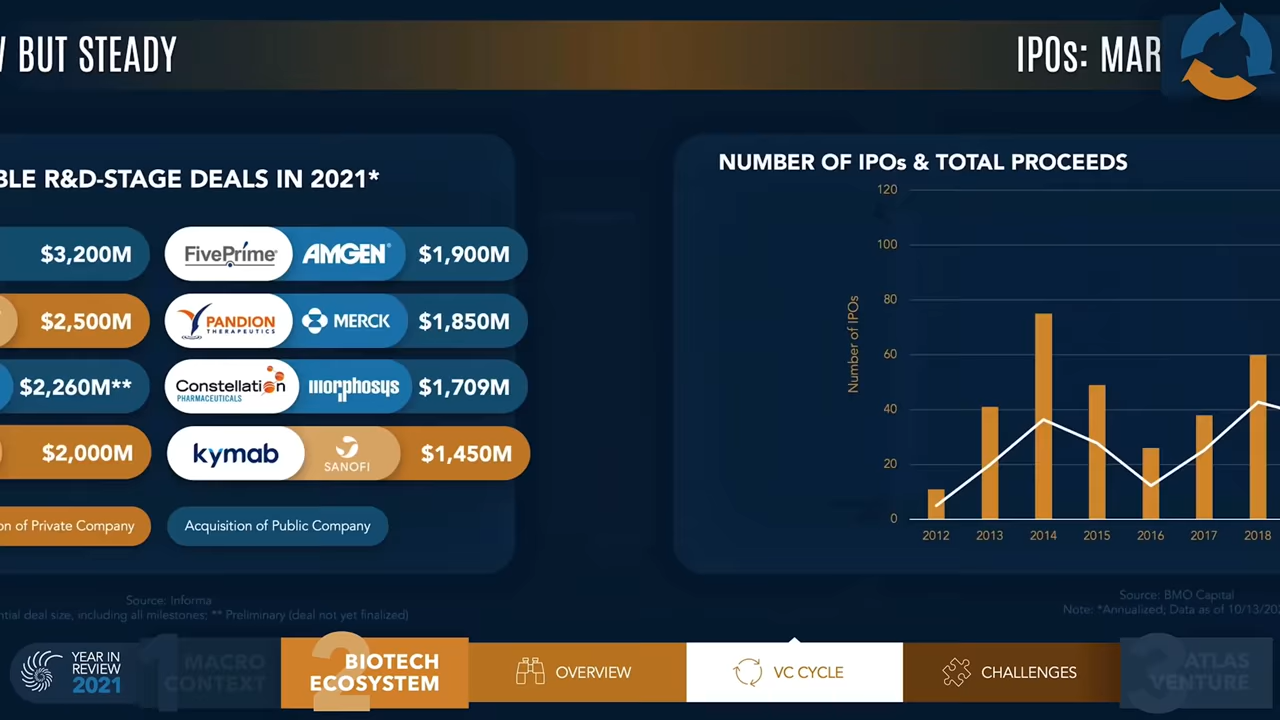 W BUT STEADY
IPOs: MAR
BLE R&D-STAGE DEALS IN 2021*
$3,200M
FivePrime
AMGEN®
$1,900M
$2,500M
PANDION
THERAPEUTICS
MERCK
$1,850M
$2,260M**
Constellation
PHARMACEUTICALS
morphosys
$1,709M
$2,000M
kymab
SANOFI
$1,450M
on of Private Company
Acquisition of Public Company
Source: Informa
ntial deal size, including all milestones; ** Preliminary (deal not yet finalized)
NUMBER OF IPOs & TOTAL PROCEEDS
Number of IPOs
120
100
80
60
40
20
0
2012 2013 2014 2015 2016 2017 2018
Source: BMO Capital
Note: *Annualized, Data as of 10/13/202
YEAR IN
REVIEW
2021
1
MACRO
CONTEXT
2
BIOTECH
ECOSYSTEM
OVERVIEW
VC CYCLE
CHALLENGES
3
ATLAS
VENTURE